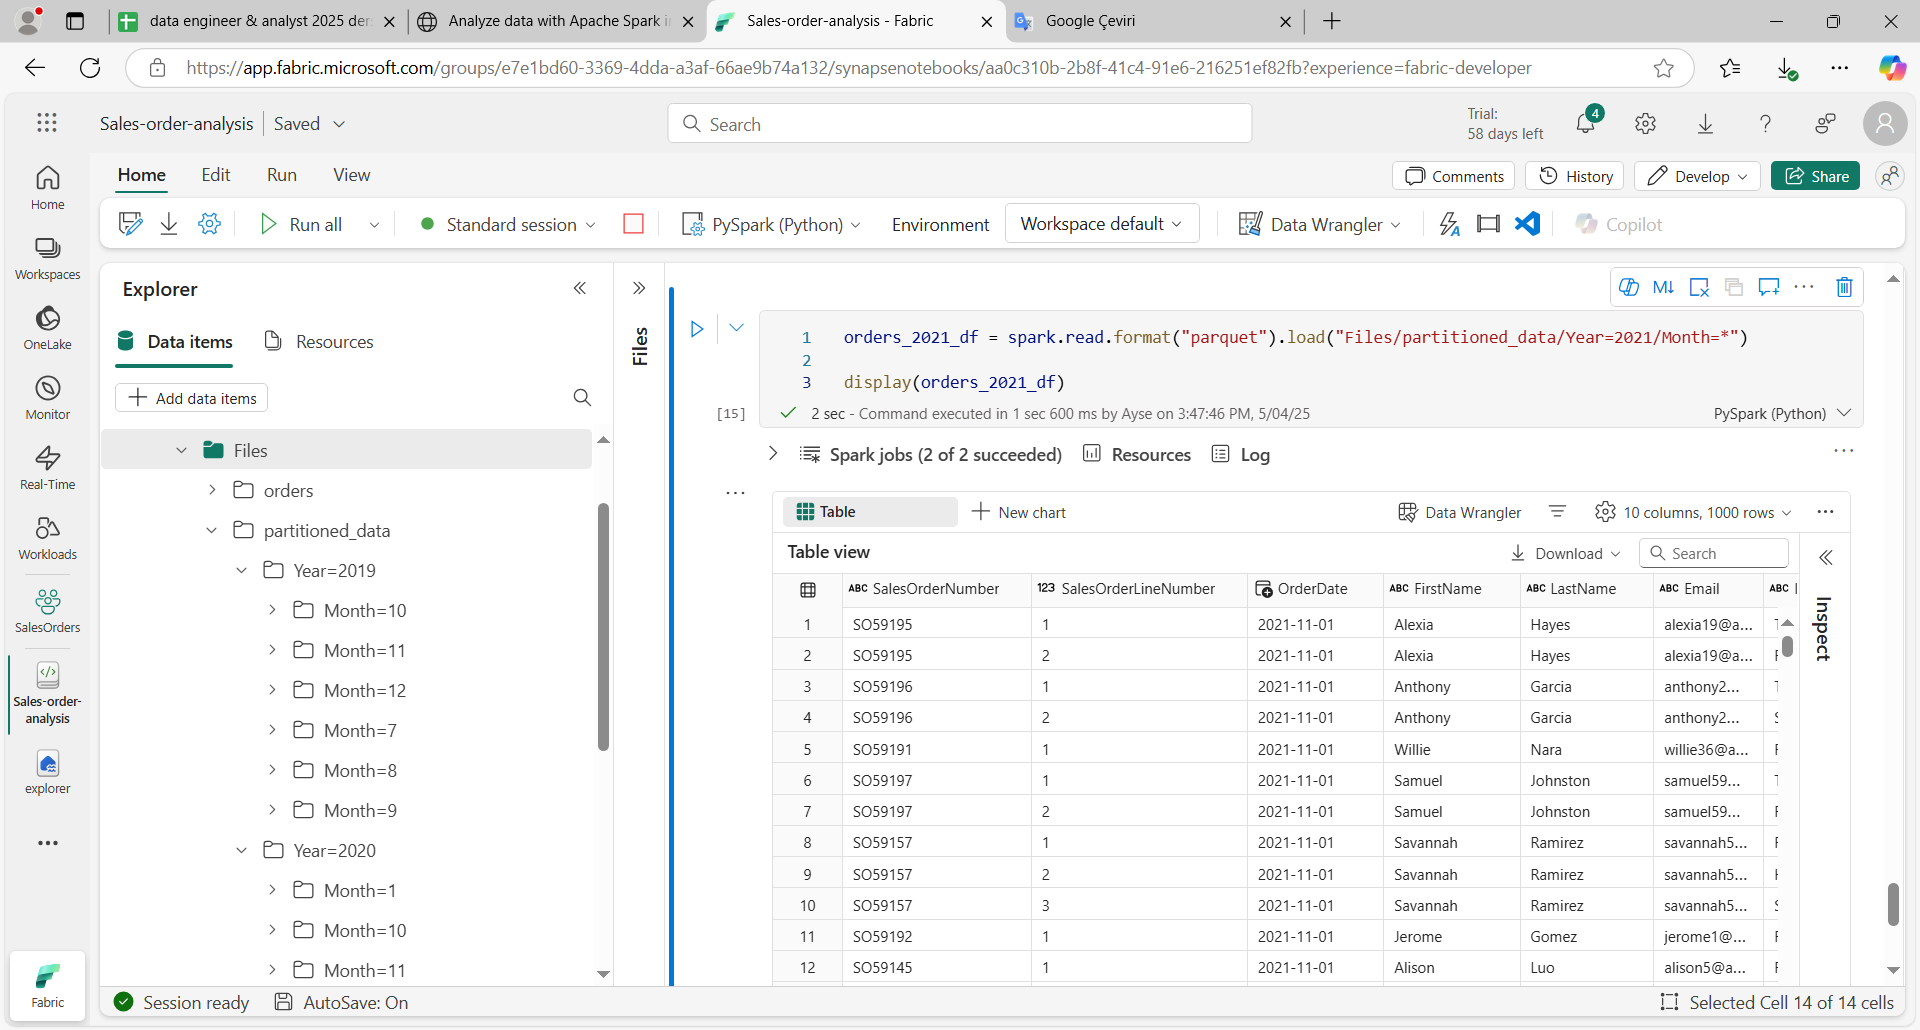 data engineer & analyst 2025 der
Analyze data with Apache Spark i
Sales-order-analysis - Fabric
Google Çeviri
https://app.fabric.microsoft.com/groups/e7e1bd60-3369-4dda-a3af-66ae9b74a132/synapsenotebooks/aa0c310b-2b8f-41c4-91e6-216251ef82fb?experience=fabric-developer
Sales-order-analysis
Saved
Search
Trial:
58 days left
4
Home
Edit
Run
View
Comments
History
Develop
Share
Run all
Standard session
PySpark (Python)
Environment
Workspace default
Data Wrangler
Copilot
Home
Workspaces
OneLake
Monitor
Real-Time
Workloads
SalesOrders
Sales-order-
analysis
explorer
Fabric
Explorer
Data items
Resources
Add data items
Files
orders
partitioned_data
Year=2019
Month=10
Month=11
Month=12
Month=7
Month=8
Month=9
Year=2020
Month=1
Month=10
Month=11
Files
M↓
1 orders_2021_df = spark.read.format("parquet").load("Files/partitioned_data/Year=2021/Month=*")
2
3 display(orders_2021_df)
[15]
2 sec - Command executed in 1 sec 600 ms by Ayse on 3:47:46 PM, 5/04/25
PySpark (Python)
Spark jobs (2 of 2 succeeded)
Resources
Log
Table
New chart
Data Wrangler
10 columns, 1000 rows
Table view
Download
Search
Inspect
ABC SalesOrderNumber 123 SalesOrderLineNumber OrderDate ABC FirstName ABC LastName ABC Email ABC
1 SO59195 1 2021-11-01 Alexia Hayes alexia19@a...
2 SO59195 2 2021-11-01 Alexia Hayes alexia19@a...
3 SO59196 1 2021-11-01 Anthony Garcia anthony2...
4 SO59196 2 2021-11-01 Anthony Garcia anthony2...
5 SO59191 1 2021-11-01 Willie Nara willie36@a...
6 SO59197 1 2021-11-01 Samuel Johnston samuel59...
7 SO59197 2 2021-11-01 Samuel Johnston samuel59...
8 SO59157 1 2021-11-01 Savannah Ramirez savannah5...
9 SO59157 2 2021-11-01 Savannah Ramirez savannah5...
10 SO59157 3 2021-11-01 Savannah Ramirez savannah5...
11 SO59192 1 2021-11-01 Jerome Gomez jerome1@...
12 SO59145 1 2021-11-01 Alison Luo alison5@a...
Session ready
AutoSave: On
Selected Cell 14 of 14 cells